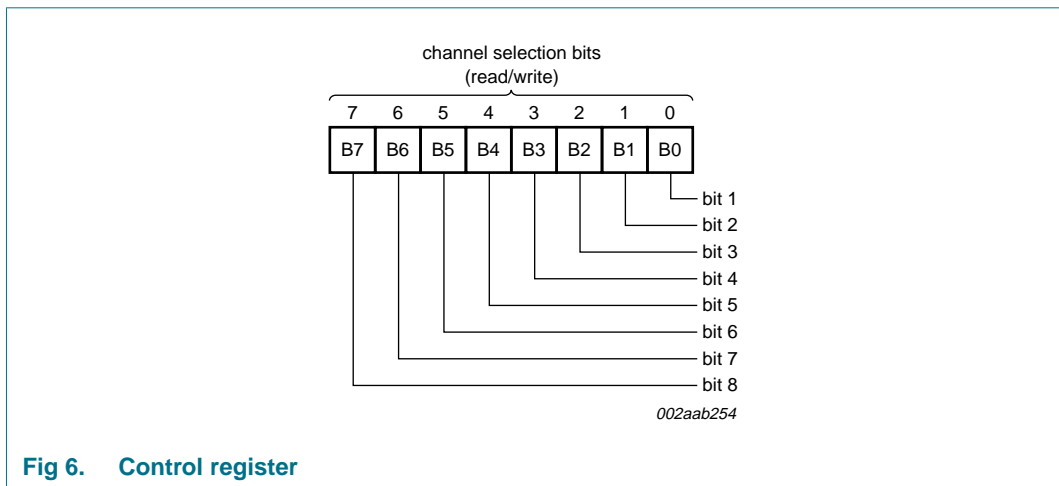 channel selection bits
(read/write)
7 6 5 4 3 2 1 0
B7 B6 B5 B4 B3 B2 B1 B0
bit 1
bit 2
bit 3
bit 4
bit 5
bit 6
bit 7
bit 8
002aab254
Fig 6. Control register